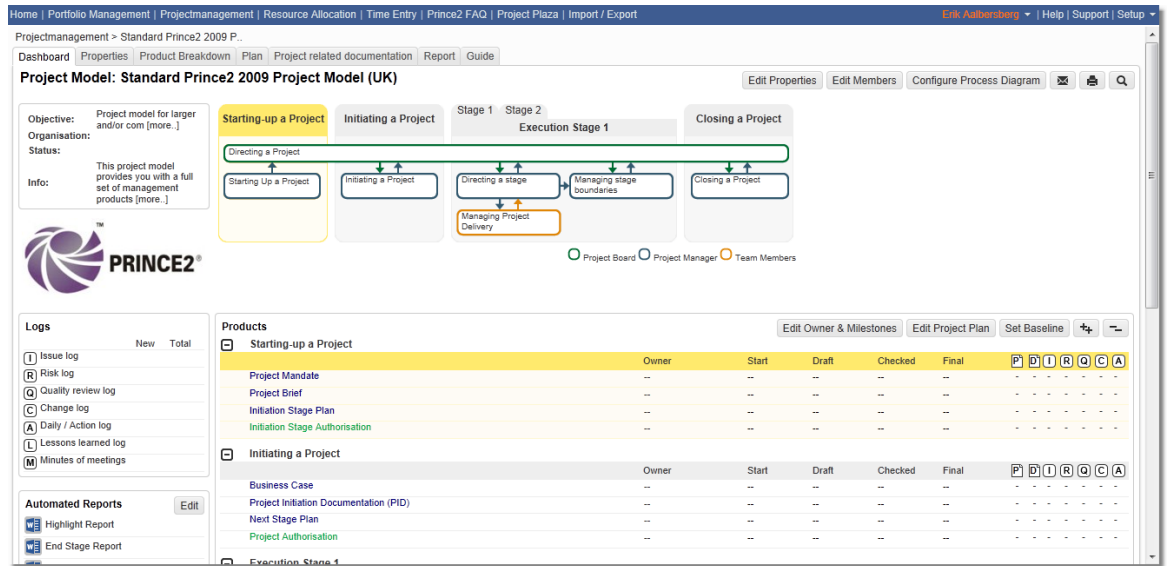 Home | Portfolio Management | Projectmanagement | Resource Allocation | Time Entry | Prince2 FAQ | Project Plaza | Import / Export Erik Aalbersberg | Help | Support | Setup
Projectmanagement > Standard Prince2 2009 P..
Dashboard Properties Product Breakdown Plan Project related documentation Report Guide
Project Model: Standard Prince2 2009 Project Model (UK) Edit Properties Edit Members Configure Process Diagram
Objective: Project model for larger
and/or com [more..]
Organisation:
Status:
Info: This project model
provides you with a full
set of management
products [more..]
Starting-up a Project Initiating a Project Stage 1 Stage 2
Execution Stage 1
Closing a Project
Directing a Project
Starting Up a Project Initiating a Project Directing a stage Managing stage
boundaries
Closing a Project
Managing Project
Delivery
Project Board Project Manager Team Members
PRINCE2®
TM
Logs
New Total
I Issue log
R Risk log
Q Quality review log
C Change log
A Daily / Action log
L Lessons learned log
M Minutes of meetings
Automated Reports Edit
Highlight Report
End Stage Report
Products Edit Owner & Milestones Edit Project Plan Set Baseline
Starting-up a Project
Owner Start Draft Checked Final P D I R Q C A
Project Mandate -- -- -- -- -- - - - - - - -
Project Brief -- -- -- -- -- - - - - - - -
Initiation Stage Plan -- -- -- -- -- - - - - - - -
Initiation Stage Authorisation -- -- -- -- -- - - - - - - -
Initiating a Project
Owner Start Draft Checked Final P D I R Q C A
Business Case -- -- -- -- -- - - - - - - -
Project Initiation Documentation (PID) -- -- -- -- -- - - - - - - -
Next Stage Plan -- -- -- -- -- - - - - - - -
Project Authorisation -- -- -- -- -- - - - - - - -
Execution Stage 1